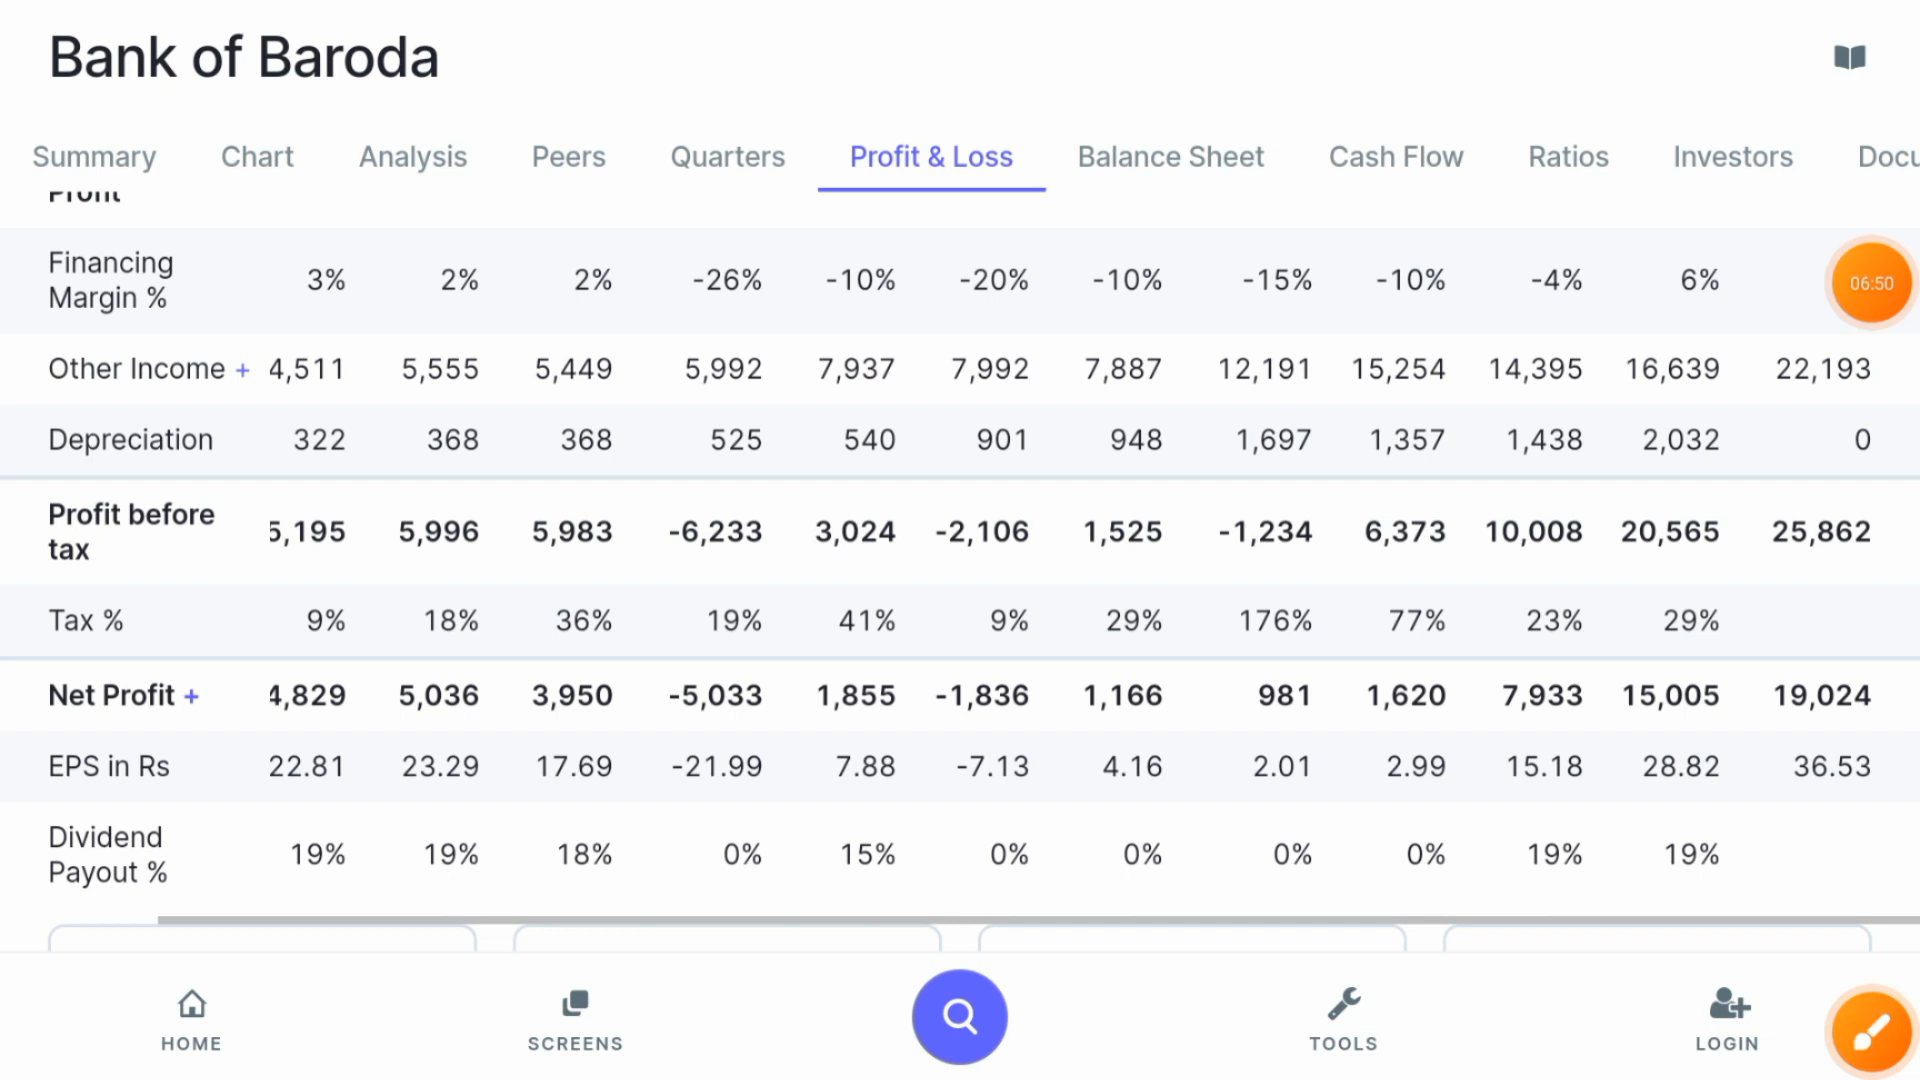 Bank of Baroda
Summary Chart Analysis Peers Quarters Profit & Loss Balance Sheet Cash Flow Ratios Investors Docu
Profit
Financing Margin % 3% 2% 2% -26% -10% -20% -10% -15% -10% -4% 6%
06:50
Other Income + 4,511 5,555 5,449 5,992 7,937 7,992 7,887 12,191 15,254 14,395 16,639 22,193
Depreciation 322 368 368 525 540 901 948 1,697 1,357 1,438 2,032 0
Profit before tax 5,195 5,996 5,983 -6,233 3,024 -2,106 1,525 -1,234 6,373 10,008 20,565 25,862
Tax % 9% 18% 36% 19% 41% 9% 29% 176% 77% 23% 29%
Net Profit + 4,829 5,036 3,950 -5,033 1,855 -1,836 1,166 981 1,620 7,933 15,005 19,024
EPS in Rs 22.81 23.29 17.69 -21.99 7.88 -7.13 4.16 2.01 2.99 15.18 28.82 36.53
Dividend Payout % 19% 19% 18% 0% 15% 0% 0% 0% 0% 19% 19%
HOME SCREENS TOOLS LOGIN